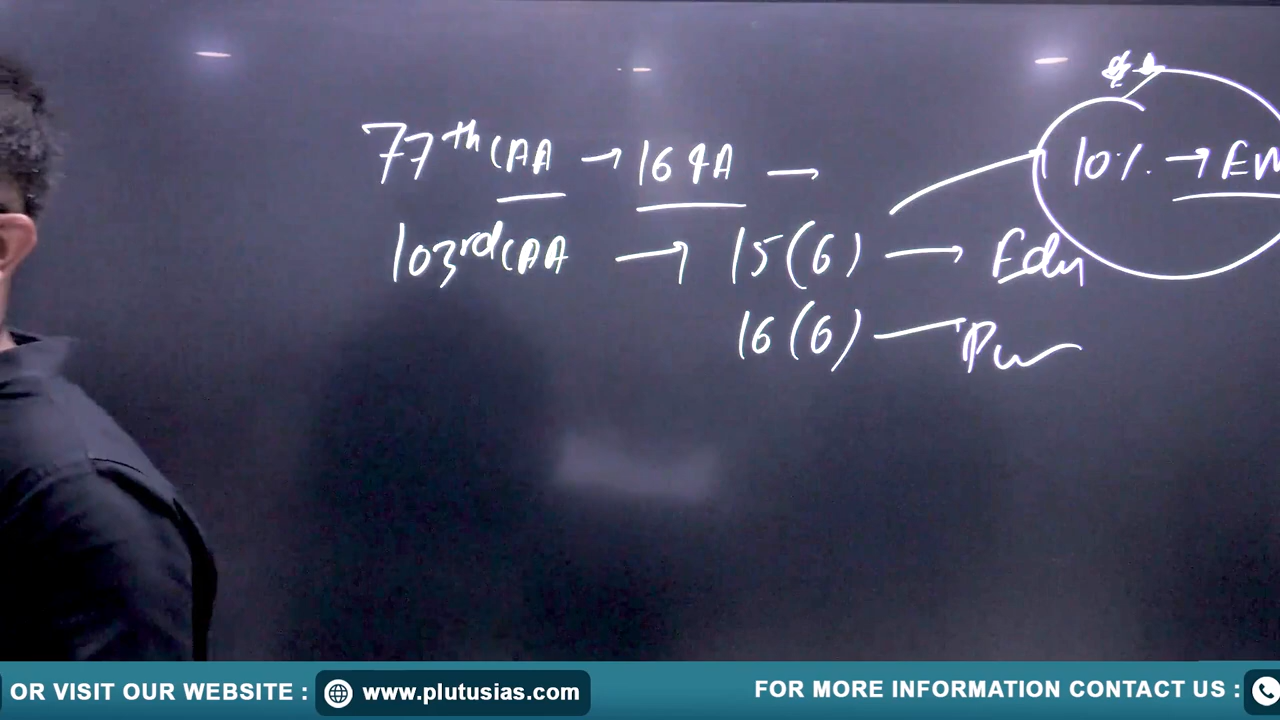 77th CAA → 164A →
10% → EW
103rd CAA → 15(6) → Edu
16(6) →
OR VISIT OUR WEBSITE : www.plutusias.com
FOR MORE INFORMATION CONTACT US :